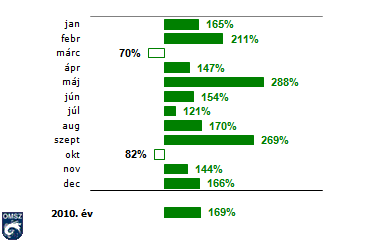 jan 165%
febr 211%
márc 70%
ápr 147%
máj 288%
jún 154%
júl 121%
aug 170%
szept 269%
okt 82%
nov 144%
dec 166%
2010. év 169%
OMSZ